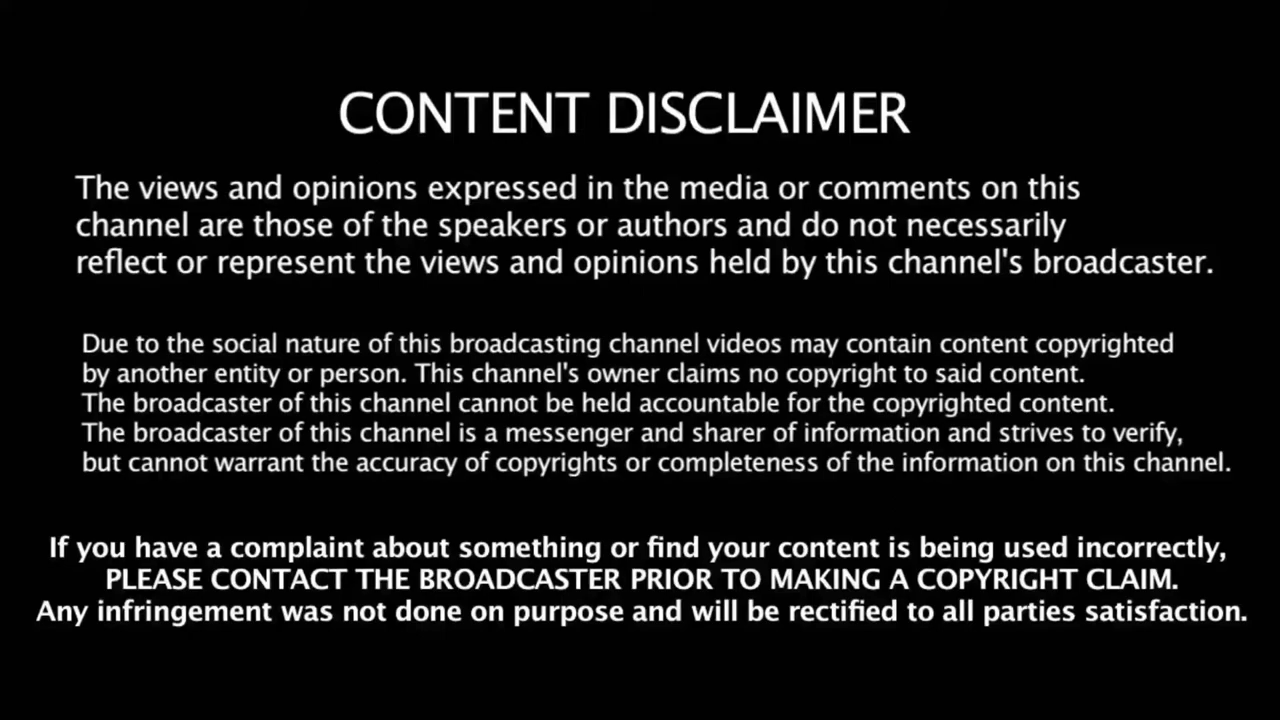 CONTENT DISCLAIMER
The views and opinions expressed in the media or comments on this
channel are those of the speakers or authors and do not necessarily
reflect or represent the views and opinions held by this channel's broadcaster.
Due to the social nature of this broadcasting channel videos may contain content copyrighted
by another entity or person. This channel's owner claims no copyright to said content.
The broadcaster of this channel cannot be held accountable for the copyrighted content.
The broadcaster of this channel is a messenger and sharer of information and strives to verify,
but cannot warrant the accuracy of copyrights or completeness of the information on this channel.
If you have a complaint about something or find your content is being used incorrectly,
PLEASE CONTACT THE BROADCASTER PRIOR TO MAKING A COPYRIGHT CLAIM.
Any infringement was not done on purpose and will be rectified to all parties satisfaction.